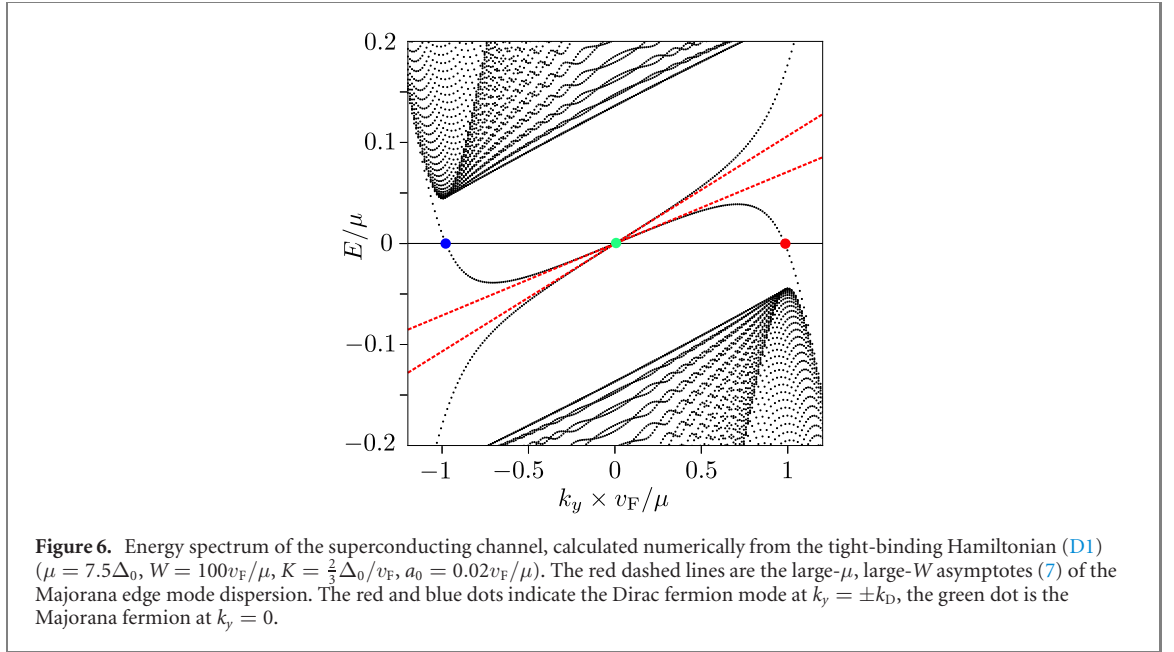 0.2
0.1
0
−0.1
−0.2
E/μ
−1 −0.5 0 0.5 1
k_y × v_F/μ
Figure 6. Energy spectrum of the superconducting channel, calculated numerically from the tight-binding Hamiltonian (D1)
(μ = 7.5Δ₀, W = 100v_F/μ, K = 2/3 Δ₀/v_F, a₀ = 0.02v_F/μ). The red dashed lines are the large-μ, large-W asymptotes (7) of the
Majorana edge mode dispersion. The red and blue dots indicate the Dirac fermion mode at k_y = ±k_D, the green dot is the
Majorana fermion at k_y = 0.